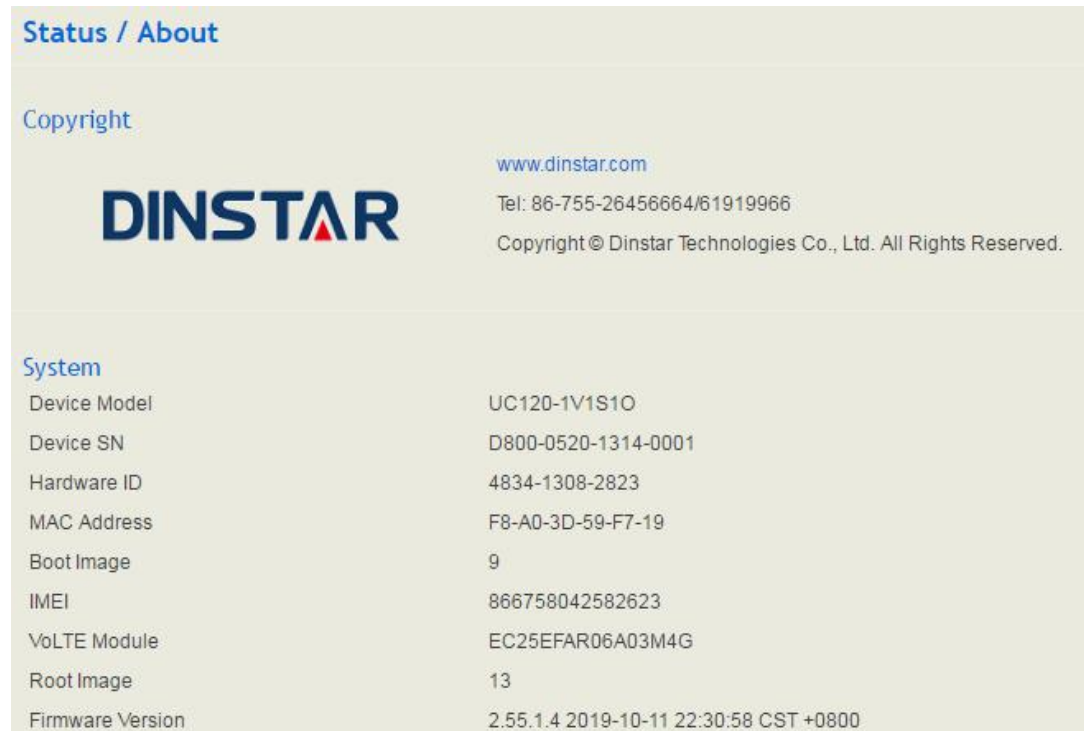 Status / About
Copyright
DINSTAR
www.dinstar.com
Tel: 86-755-26456664/61919966
Copyright © Dinstar Technologies Co., Ltd. All Rights Reserved.
System
Device Model UC120-1V1S1O
Device SN D800-0520-1314-0001
Hardware ID 4834-1308-2823
MAC Address F8-A0-3D-59-F7-19
Boot Image 9
IMEI 866758042582623
VoLTE Module EC25EFAR06A03M4G
Root Image 13
Firmware Version 2.55.1.4 2019-10-11 22:30:58 CST +0800